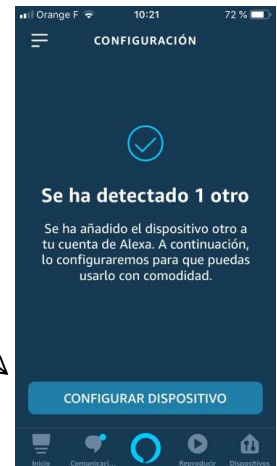 Orange F 10:21 72 %
CONFIGURACIÓN
Se ha detectado 1 otro
Se ha añadido el dispositivo otro a
tu cuenta de Alexa. A continuación,
lo configuraremos para que puedas
usarlo con comodidad.
CONFIGURAR DISPOSITIVO
Inicio Comunicaci... Reproducir Dispositivos